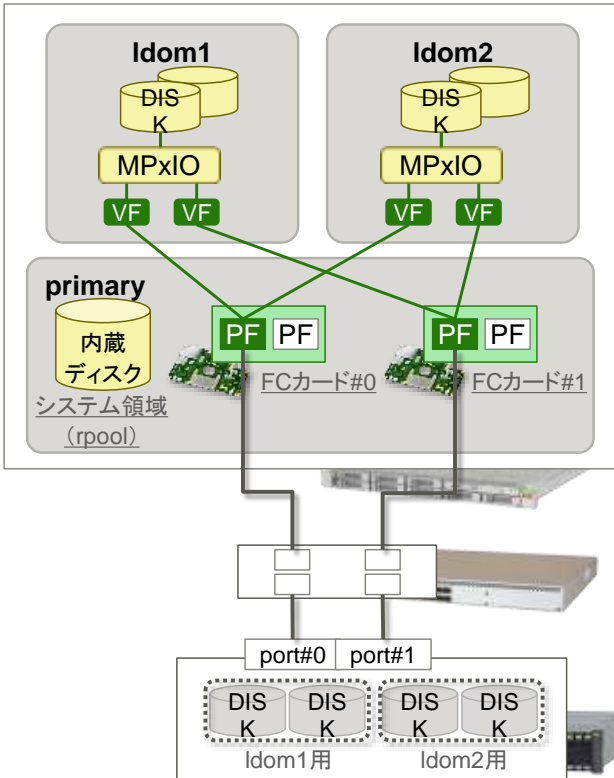 ldom1
ldom2
DIS
K
DIS
K
MPxIO
MPxIO
VF
VF
VF
VF
primary
内蔵
ディスク
システム領域
（rpool）
PF
PF
PF
PF
FCカード#0
FCカード#1
port#0
port#1
DIS
K
DIS
K
DIS
K
DIS
K
ldom1用
ldom2用